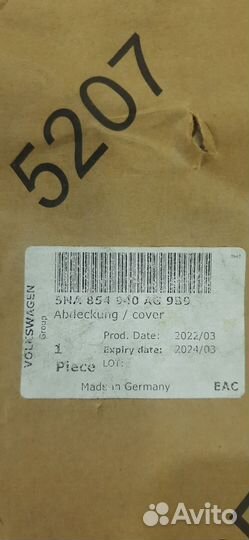 5207
VOLKSWAGEN
Group
5NA 854 940 AG 9B9
Abdeckung / cover
Prod. Date: 2022/03
1 Expiry date: 2024/03
Piece LOT:
Made in Germany
EAC
Avito